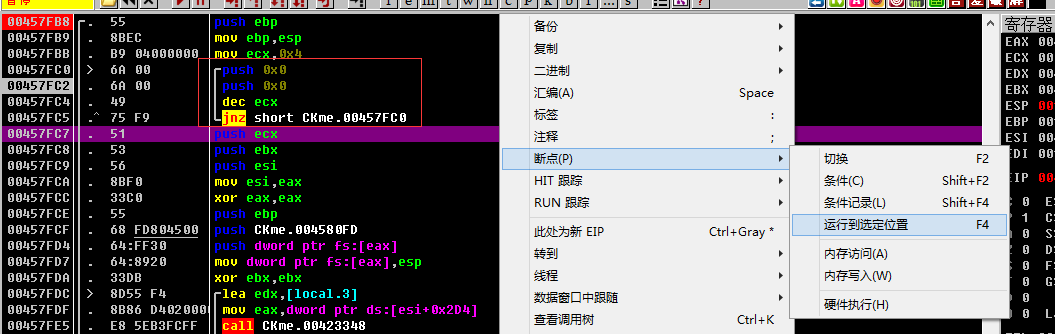 l e m t w h c P k b r ... s
00457FB8 . 55 push ebp
00457FB9 . 8BEC mov ebp,esp
00457FBB . B9 04000000 mov ecx,0x4
00457FC0 > 6A 00 push 0x0
00457FC2 . 6A 00 push 0x0
00457FC4 . 49 dec ecx
00457FC5 .^ 75 F9 jnz short CKme.00457FC0
00457FC7 . 51 push ecx
00457FC8 . 53 push ebx
00457FC9 . 56 push esi
00457FCA . 8BF0 mov esi,eax
00457FCC . 33C0 xor eax,eax
00457FCE . 55 push ebp
00457FCF . 68 FD804500 push CKme.004580FD
00457FD4 . 64:FF30 push dword ptr fs:[eax]
00457FD7 . 64:8920 mov dword ptr fs:[eax],esp
00457FDA . 33DB xor ebx,ebx
00457FDC > 8D55 F4 lea edx,[local.3]
00457FDF . 8B86 D4020000 mov eax,dword ptr ds:[esi+0x2D4]
00457FE5 . E8 5EB3FCFF call CKme.00423348
备份
复制
二进制
汇编(A) Space
标签 :
注释 ;
断点(P)
HIT 跟踪
RUN 跟踪
此处为新 EIP Ctrl+Gray *
转到
线程
数据窗口中跟随
查看调用树 Ctrl+K
切换 F2
条件(C) Shift+F2
条件记录(L) Shift+F4
运行到选定位置 F4
内存访问(A)
内存写入(W)
硬件执行(H)
寄存器
EAX 00
ECX 00
EDX 00
EBX 00
ESP 00
EBP 00
ESI 00
EDI 00
EIP 00